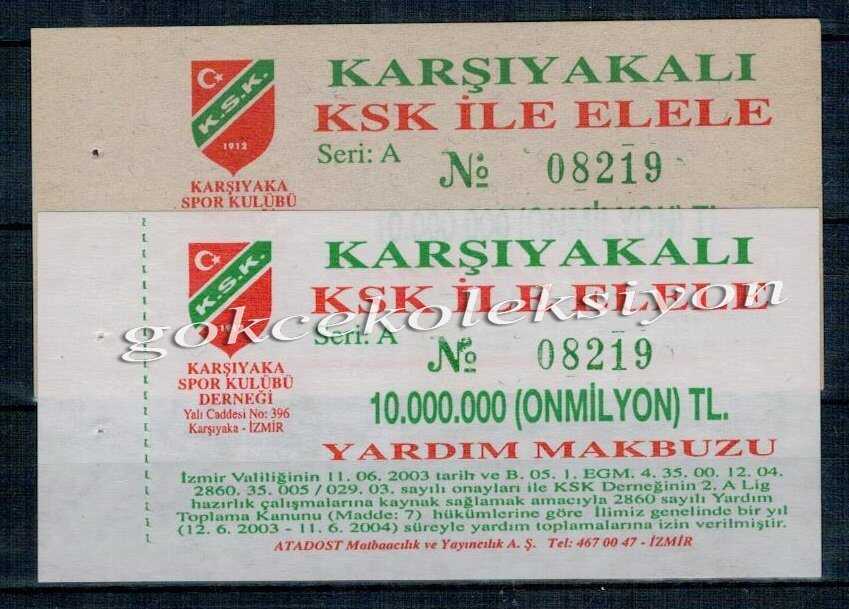 K.S.K.
1912
KARŞIYAKA
SPOR KULÜBÜ
KARŞIYAKALI
KSK İLE ELELE
Seri: A № 08219
K.S.K.
KARŞIYAKA
SPOR KULÜBÜ
DERNEĞİ
Yalı Caddesi No: 396
Karşıyaka - İZMİR
KARŞIYAKALI
KSK İLE ELELE
gokcekoleksiyon
Seri: A № 08219
10.000.000 (ONMİLYON) TL.
YARDIM MAKBUZU
İzmir Valiliğinin 11. 06. 2003 tarih ve B. 05. 1. EGM. 4. 35. 00. 12. 04.
2860. 35. 005 / 029. 03. sayılı onayları ile KSK Derneğinin 2. A Lig
hazırlık çalışmalarına kaynak sağlamak amacıyla 2860 sayılı Yardım
Toplama Kanunu (Madde: 7) hükümlerine göre İlimiz genelinde bir yıl
(12. 6. 2003 - 11. 6. 2004) süreyle yardım toplamalarına izin verilmiştir.
ATADOST Matbaacılık ve Yayıncılık A. Ş. Tel: 467 00 47 - İZMİR